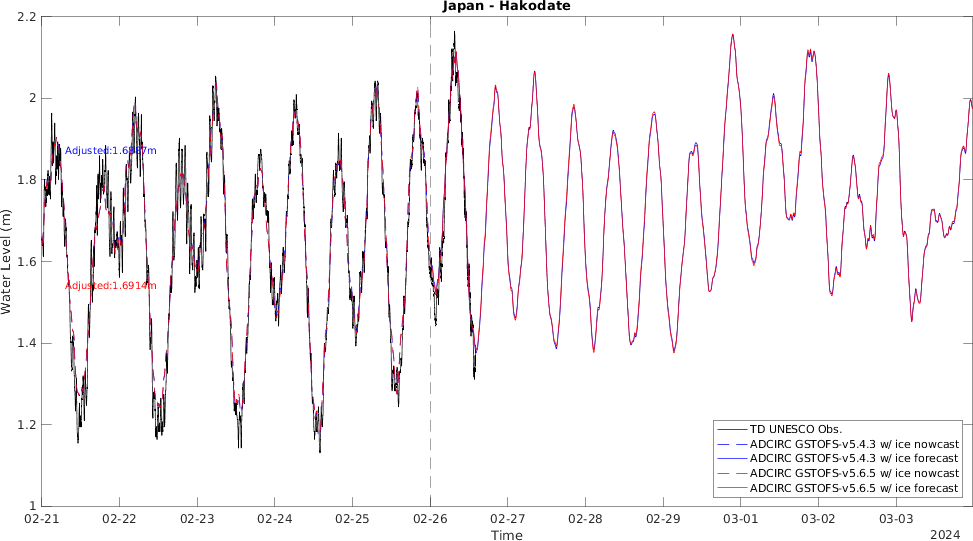 Japan - Hakodate
2.2
2
1.8
1.6
1.4
1.2
1
Water Level (m)
Adjusted:1.6887m
Adjusted:1.6914m
TD UNESCO Obs.
ADCIRC GSTOFS-v5.4.3 w/ ice nowcast
ADCIRC GSTOFS-v5.4.3 w/ ice forecast
ADCIRC GSTOFS-v5.6.5 w/ ice nowcast
ADCIRC GSTOFS-v5.6.5 w/ ice forecast
02-21 02-22 02-23 02-24 02-25 02-26 02-27 02-28 02-29 03-01 03-02 03-03
Time
2024